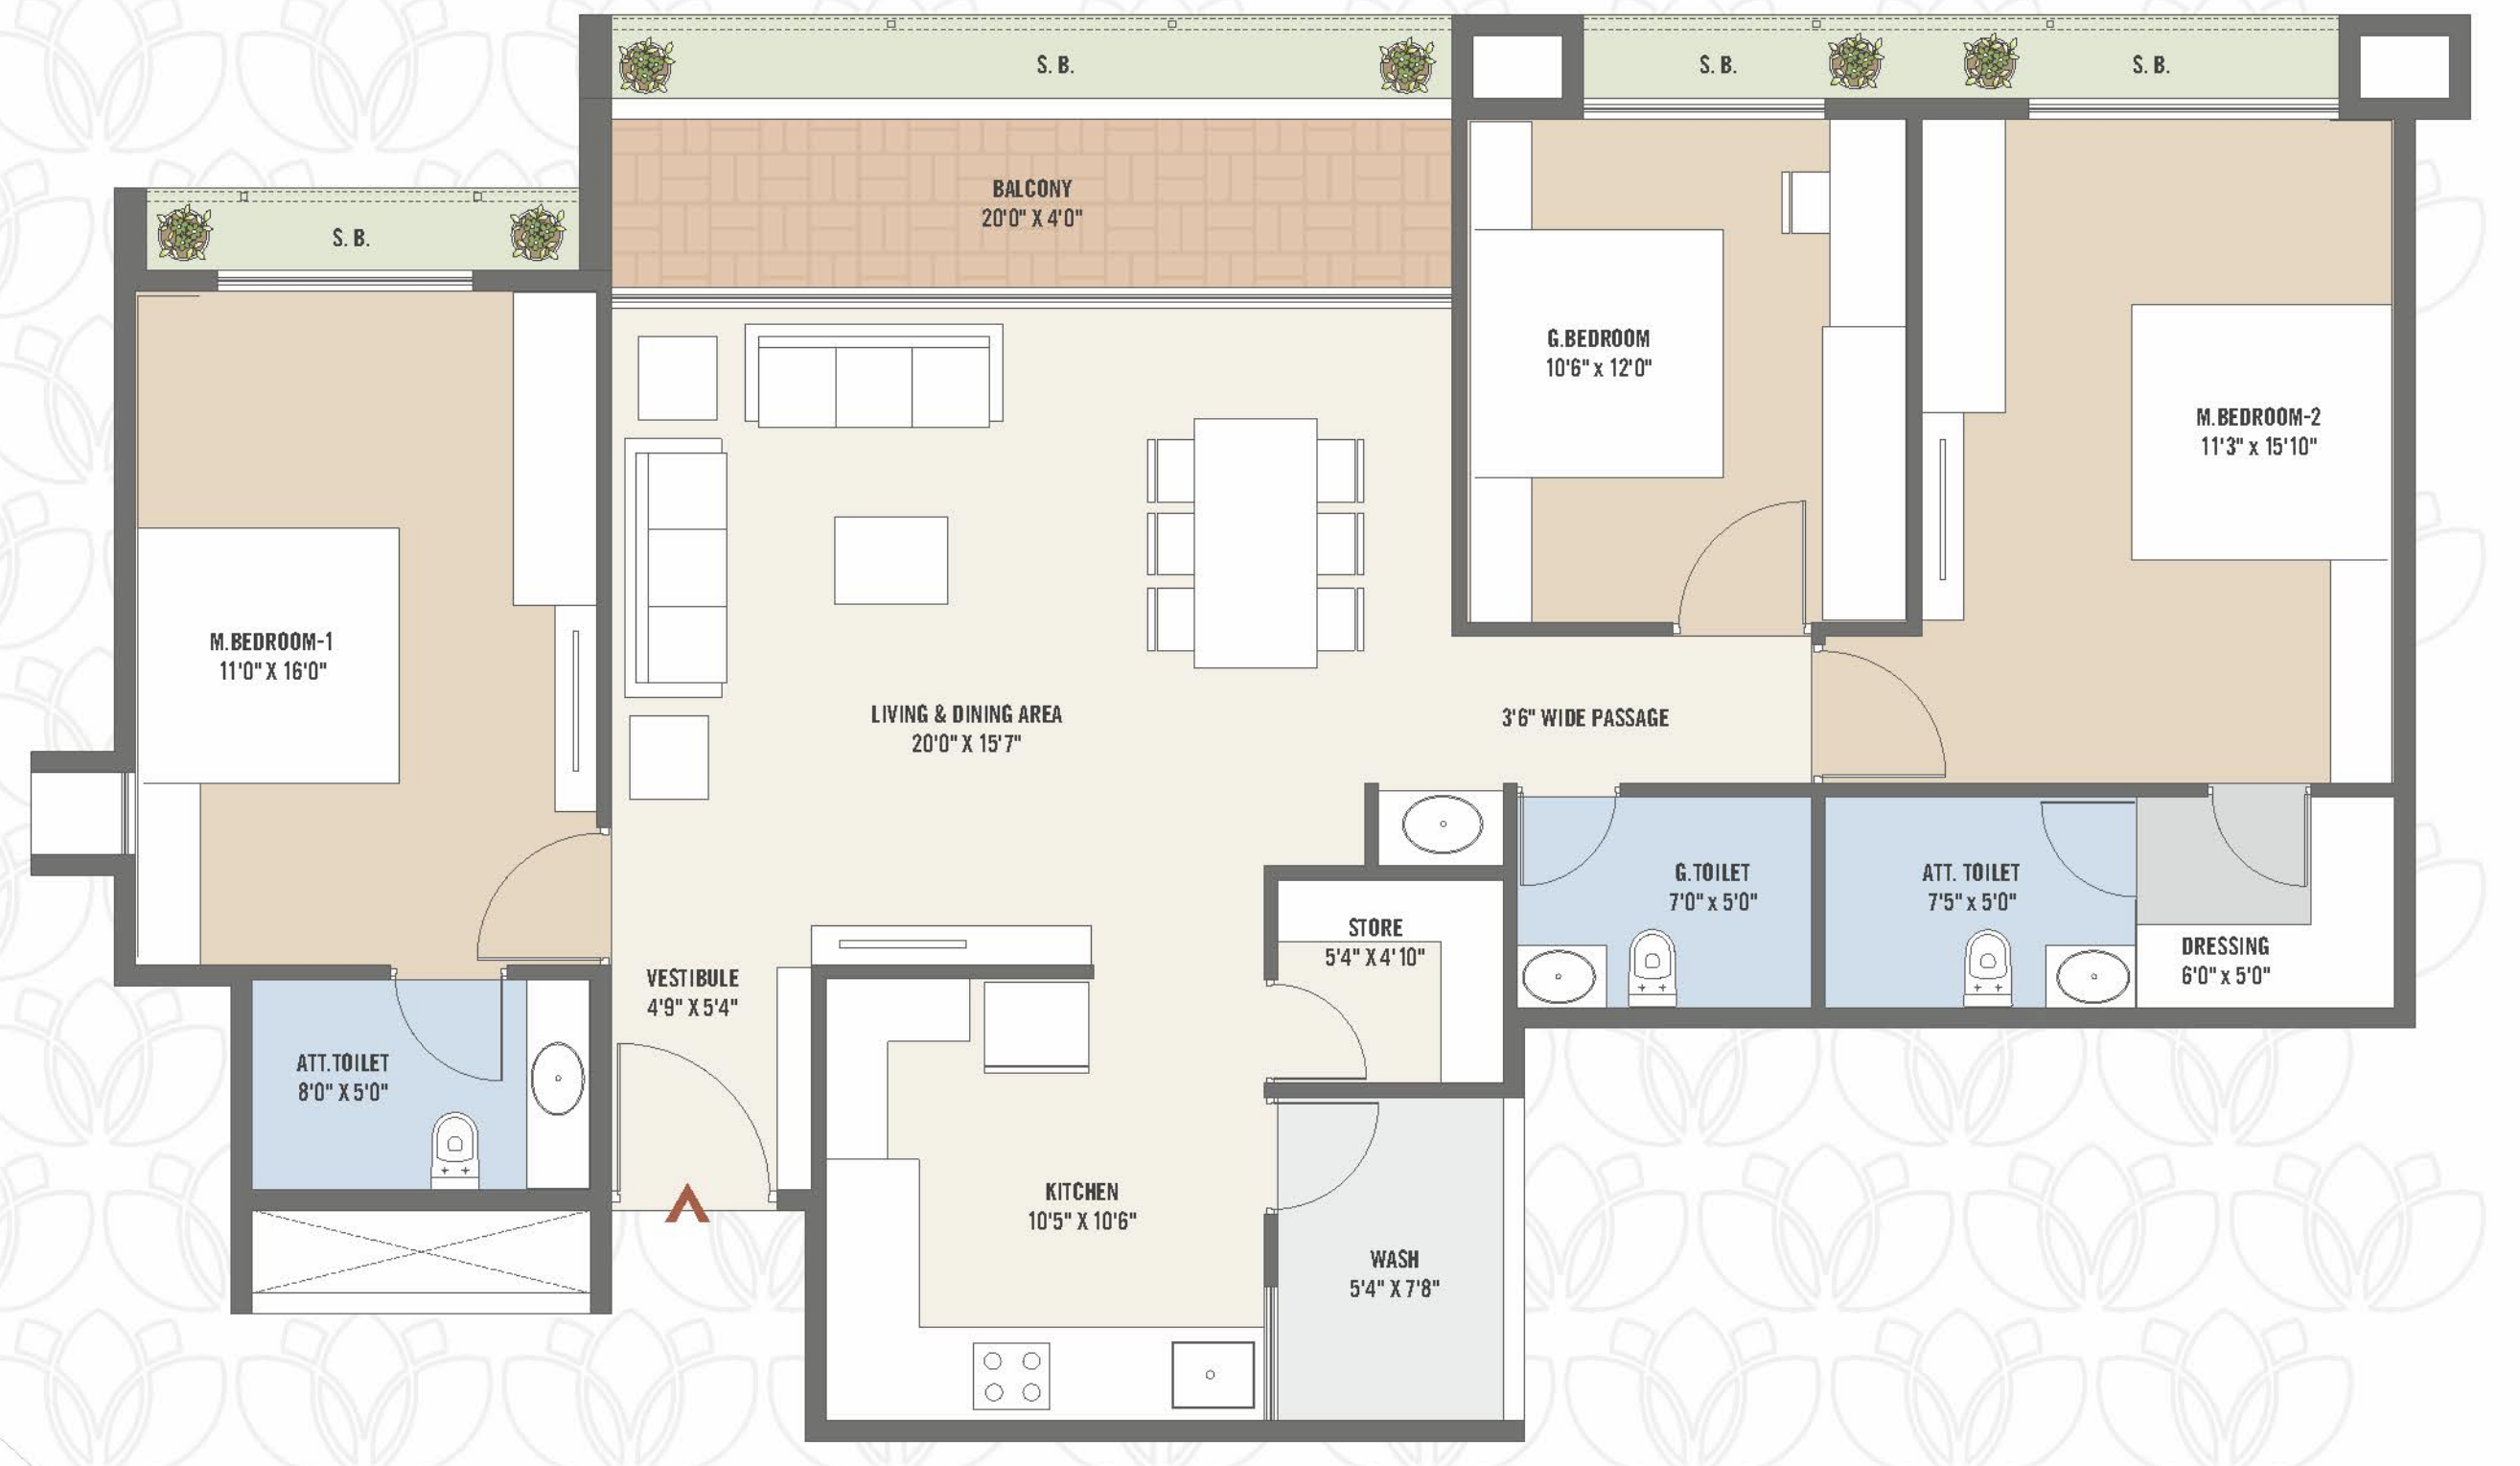 S. B.
S. B.
S. B.
BALCONY
20'0" X 4'0"
S. B.
G.BEDROOM
10'6" x 12'0"
M.BEDROOM-2
11'3" x 15'10"
M.BEDROOM-1
11'0" X 16'0"
LIVING & DINING AREA
20'0" X 15'7"
3'6" WIDE PASSAGE
G.TOILET
7'0" x 5'0"
ATT. TOILET
7'5" x 5'0"
STORE
5'4" X 4'10"
DRESSING
6'0" x 5'0"
VESTIBULE
4'9" X 5'4"
ATT.TOILET
8'0" X 5'0"
KITCHEN
10'5" X 10'6"
WASH
5'4" X 7'8"